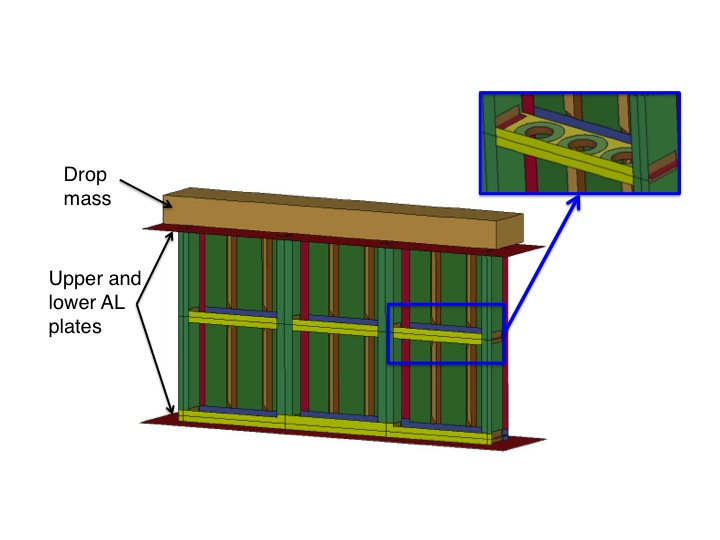 Drop
mass
Upper and
lower AL
plates